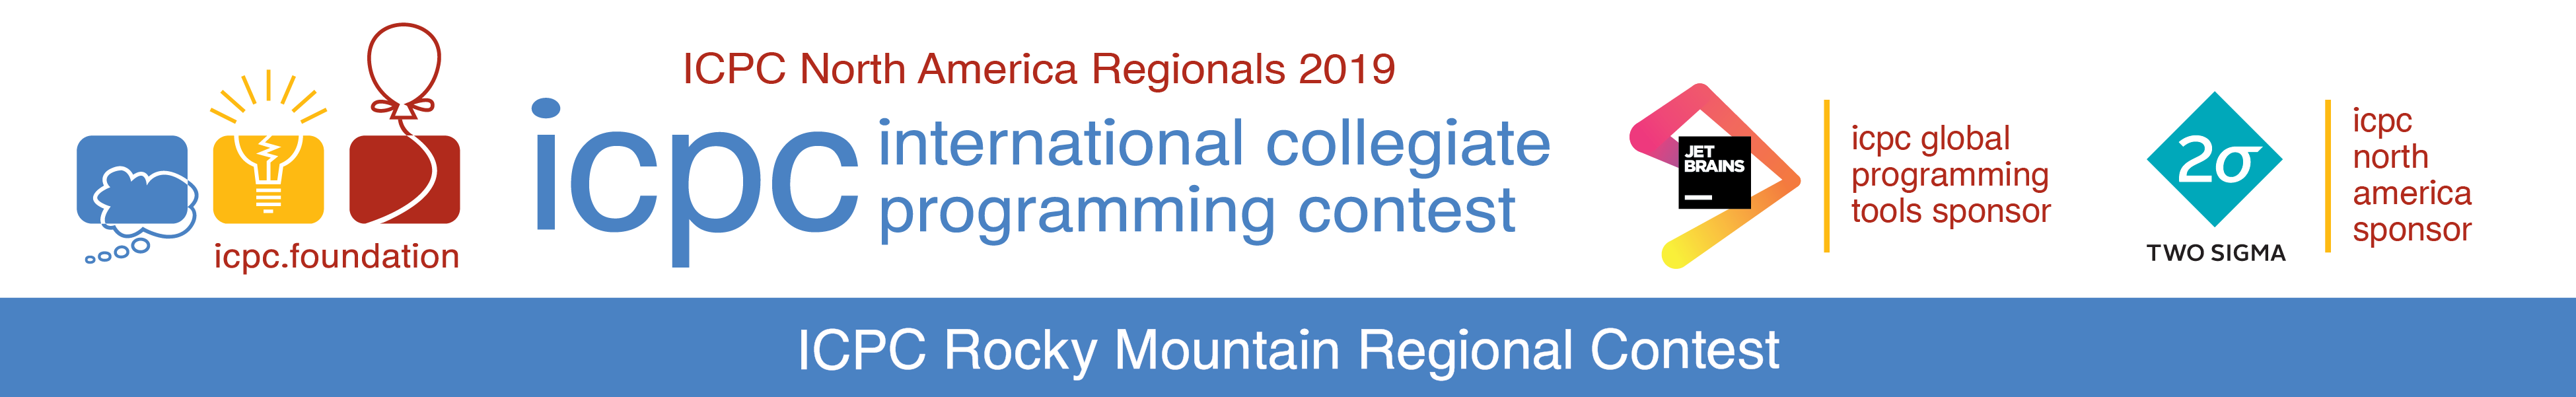 ICPC North America Regionals 2019
icpc
international collegiate
programming contest
icpc.foundation
JET
BRAINS
icpc global
programming
tools sponsor
2σ
TWO SIGMA
icpc
north
america
sponsor
ICPC Rocky Mountain Regional Contest